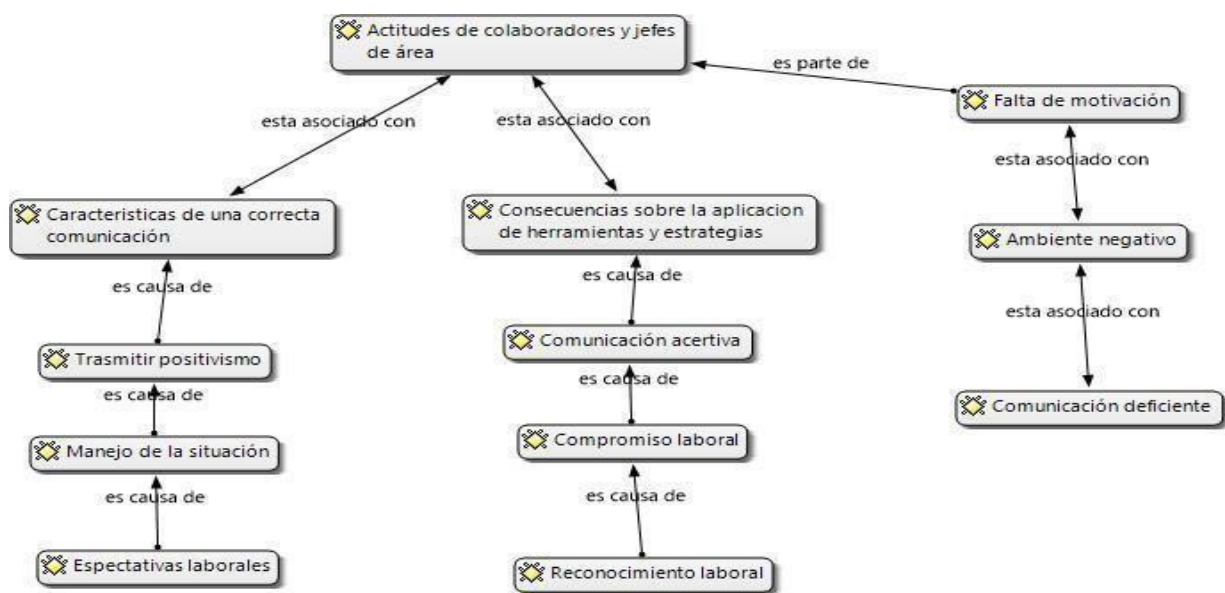 Actitudes de colaboradores y jefes
de área
es parte de
Falta de motivación
esta asociado con
esta asociado con
esta asociado con
Caracteristicas de una correcta
comunicación
Consecuencias sobre la aplicacion
de herramientas y estrategias
Ambiente negativo
es causa de
es causa de
esta asociado con
Trasmitir positivismo
Comunicación acertiva
es causa de
es causa de
Comunicación deficiente
Manejo de la situación
Compromiso laboral
es causa de
es causa de
Espectativas laborales
Reconocimiento laboral